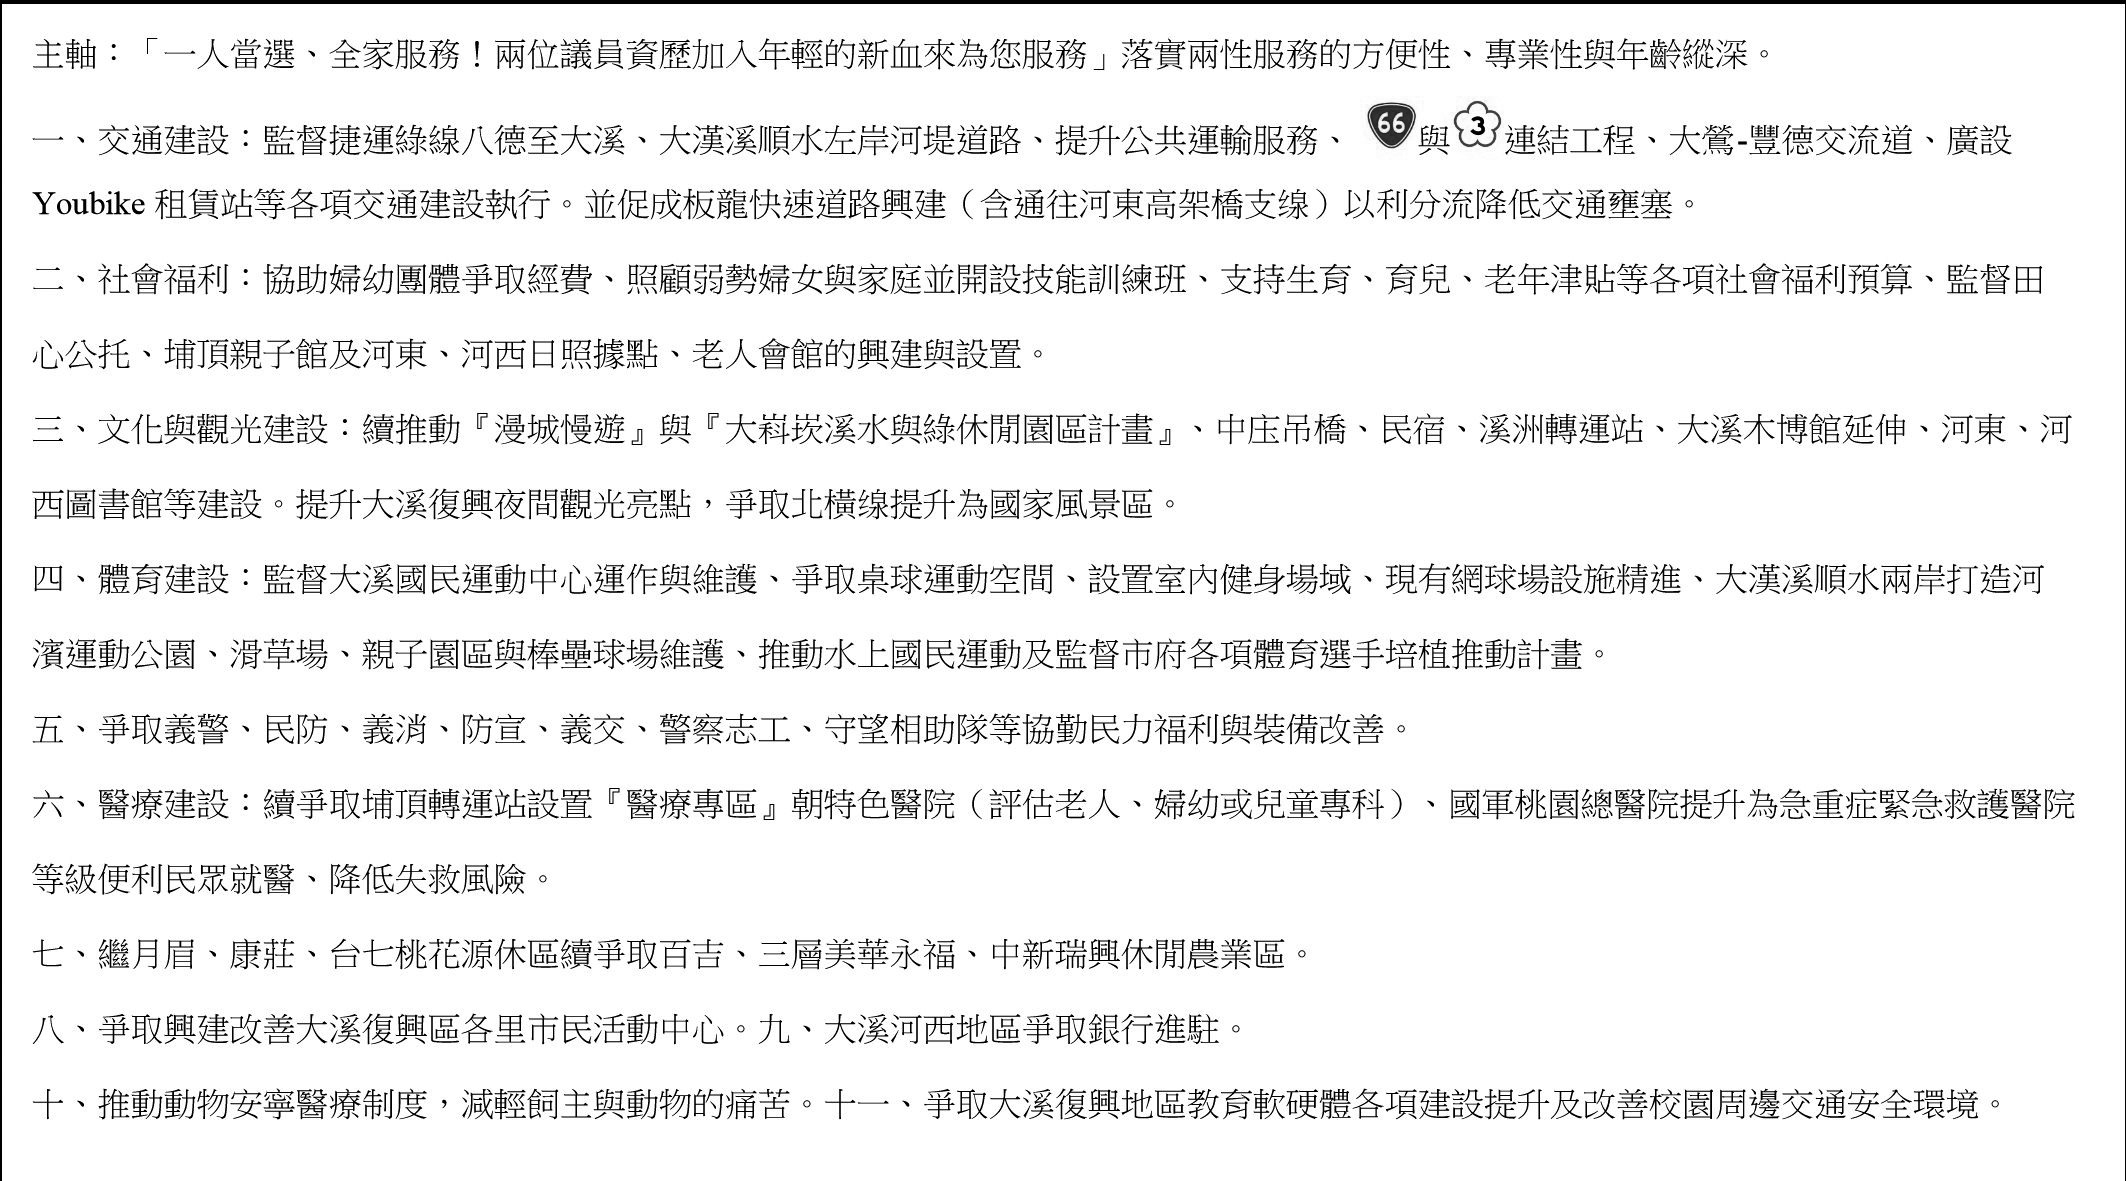 主軸：「一人當選、全家服務！兩位議員資歷加入年輕的新血來為您服務」落實兩性服務的方便性、專業性與年齡縱深。
一、交通建設：監督捷運綠線八德至大溪、大漢溪順水左岸河堤道路、提升公共運輸服務、 66與3連結工程、大鶯-豐德交流道、廣設
Youbike 租賃站等各項交通建設執行。並促成板龍快速道路興建（含通往河東高架橋支缐）以利分流降低交通壅塞。
二、社會福利：協助婦幼團體爭取經費、照顧弱勢婦女與家庭並開設技能訓練班、支持生育、育兒、老年津貼等各項社會福利預算、監督田
心公托、埔頂親子館及河東、河西日照據點、老人會館的興建與設置。
三、文化與觀光建設：續推動『漫城慢遊』與『大嵙崁溪水與綠休閒園區計畫』、中庄吊橋、民宿、溪洲轉運站、大溪木博館延伸、河東、河
西圖書館等建設。提升大溪復興夜間觀光亮點，爭取北橫缐提升為國家風景區。
四、體育建設：監督大溪國民運動中心運作與維護、爭取桌球運動空間、設置室內健身場域、現有網球場設施精進、大漢溪順水兩岸打造河
濱運動公園、滑草場、親子園區與棒壘球場維護、推動水上國民運動及監督市府各項體育選手培植推動計畫。
五、爭取義警、民防、義消、防宣、義交、警察志工、守望相助隊等協勤民力福利與裝備改善。
六、醫療建設：續爭取埔頂轉運站設置『醫療專區』朝特色醫院（評估老人、婦幼或兒童專科）、國軍桃園總醫院提升為急重症緊急救護醫院
等級便利民眾就醫、降低失救風險。
七、繼月眉、康莊、台七桃花源休區續爭取百吉、三層美華永福、中新瑞興休閒農業區。
八、爭取興建改善大溪復興區各里市民活動中心。九、大溪河西地區爭取銀行進駐。
十、推動動物安寧醫療制度，減輕飼主與動物的痛苦。十一、爭取大溪復興地區教育軟硬體各項建設提升及改善校園周邊交通安全環境。